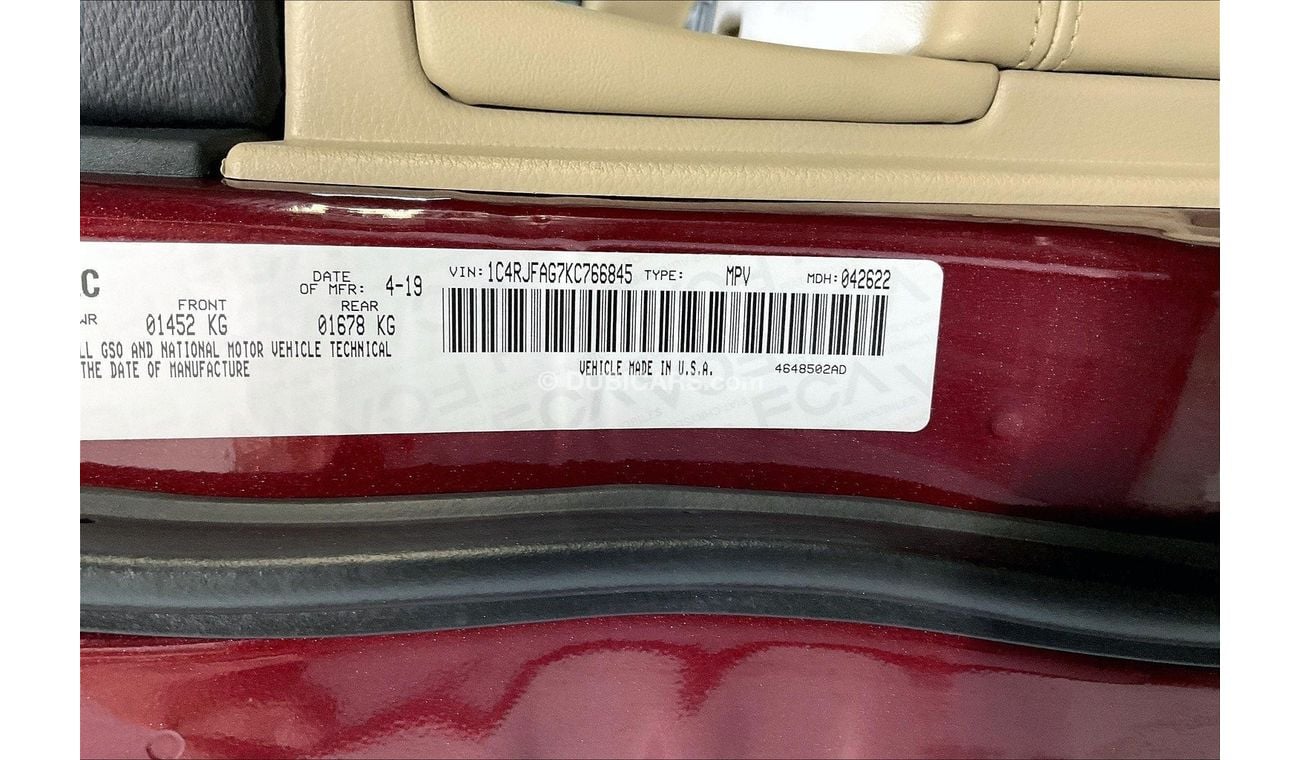 C DATE OF MFR: 4-19 VIN: 1C4RJFAG7KC766845 TYPE: MPV MDH: 042622
FRONT REAR
WR 01452 KG 01678 KG
LL GSO AND NATIONAL MOTOR VEHICLE TECHNICAL
THE DATE OF MANUFACTURE
VEHICLE MADE IN U.S.A. 4648502AD
© DUBICARS.com